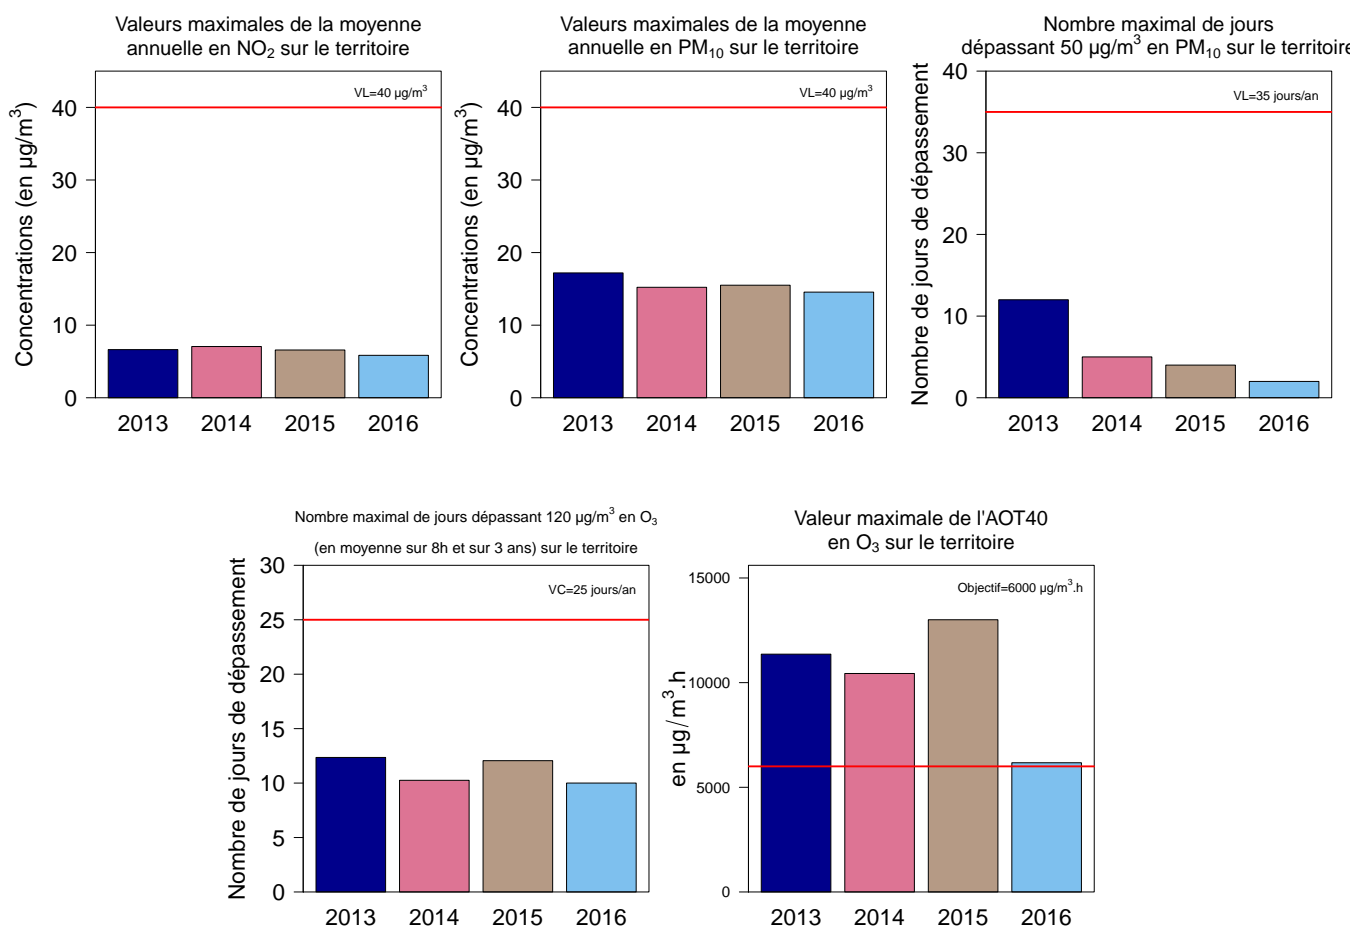 Valeurs maximales de la moyenne
annuelle en NO₂ sur le territoire
VL=40 µg/m³
Concentrations (en µg/m³)
40
30
20
10
0
2013 2014 2015 2016
Valeurs maximales de la moyenne
annuelle en PM₁₀ sur le territoire
VL=40 µg/m³
Concentrations (en µg/m³)
40
30
20
10
0
2013 2014 2015 2016
Nombre maximal de jours
dépassant 50 µg/m³ en PM₁₀ sur le territoire
VL=35 jours/an
Nombre de jours de dépassement
40
30
20
10
0
2013 2014 2015 2016
Nombre maximal de jours dépassant 120 µg/m³ en O₃
(en moyenne sur 8h et sur 3 ans) sur le territoire
VC=25 jours/an
Nombre de jours de dépassement
30
25
20
15
10
5
0
2013 2014 2015 2016
Valeur maximale de l'AOT40
en O₃ sur le territoire
Objectif=6000 µg/m³.h
en µg/m³.h
15000
10000
5000
0
2013 2014 2015 2016